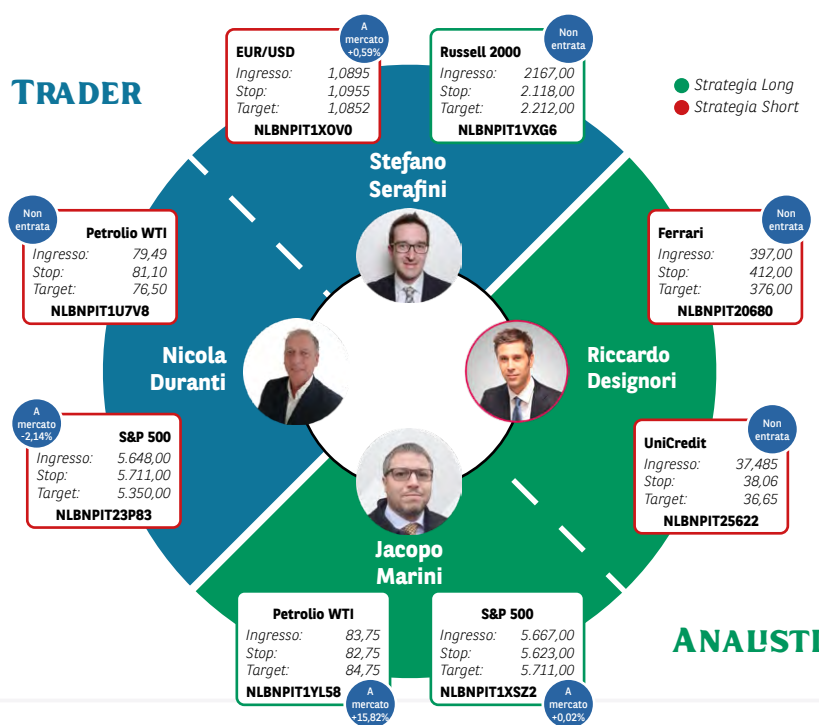 TRADER
EUR/USD
Ingresso: 1,0895
Stop: 1,0955
Target: 1,0852
NLBNPIT1XOV0
A
mercato
+0,59%
Russell 2000
Ingresso: 2167,00
Stop: 2.118,00
Target: 2.212,00
NLBNPIT1VXG6
Non
entrata
Strategia Long
Strategia Short
Stefano
Serafini
Non
entrata
Petrolio WTI
Ingresso: 79,49
Stop: 81,10
Target: 76,50
NLBNPIT1U7V8
Ferrari
Ingresso: 397,00
Stop: 412,00
Target: 376,00
NLBNPIT20680
Non
entrata
Nicola
Duranti
Riccardo
Designori
A
mercato
-2,14%
S&P 500
Ingresso: 5.648,00
Stop: 5.711,00
Target: 5.350,00
NLBNPIT23P83
UniCredit
Ingresso: 37,485
Stop: 38,06
Target: 36,65
NLBNPIT25622
Non
entrata
Jacopo
Marini
Petrolio WTI
Ingresso: 83,75
Stop: 82,75
Target: 84,75
NLBNPIT1YL58
A
mercato
+15,82%
S&P 500
Ingresso: 5.667,00
Stop: 5.623,00
Target: 5.711,00
NLBNPIT1XSZ2
A
mercato
+0,02%
ANALISTI